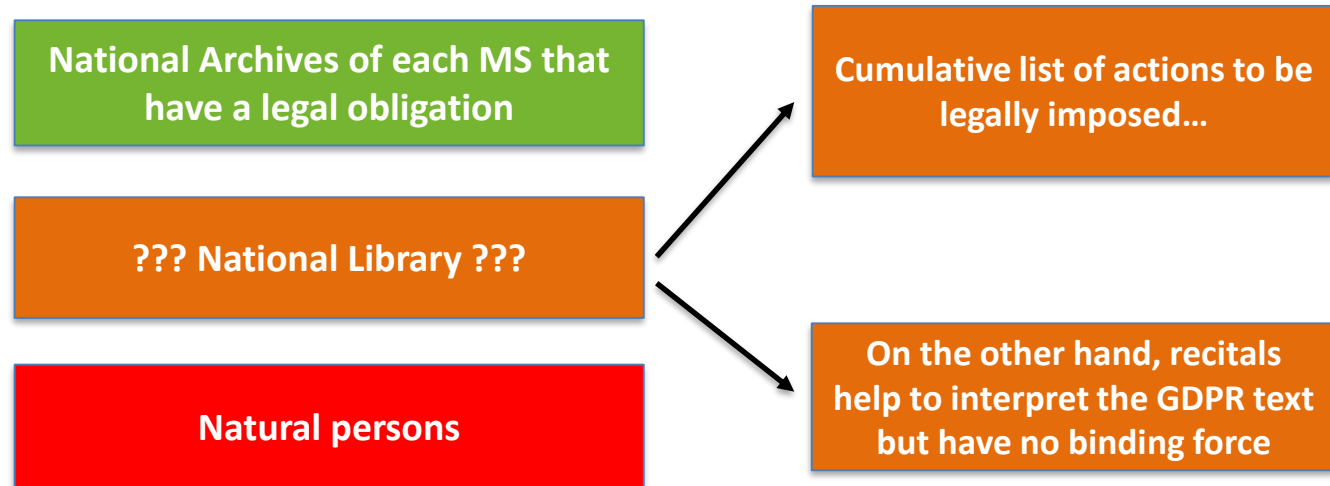 National Archives of each MS that
have a legal obligation
??? National Library ???
Natural persons
Cumulative list of actions to be
legally imposed…
On the other hand, recitals
help to interpret the GDPR text
but have no binding force